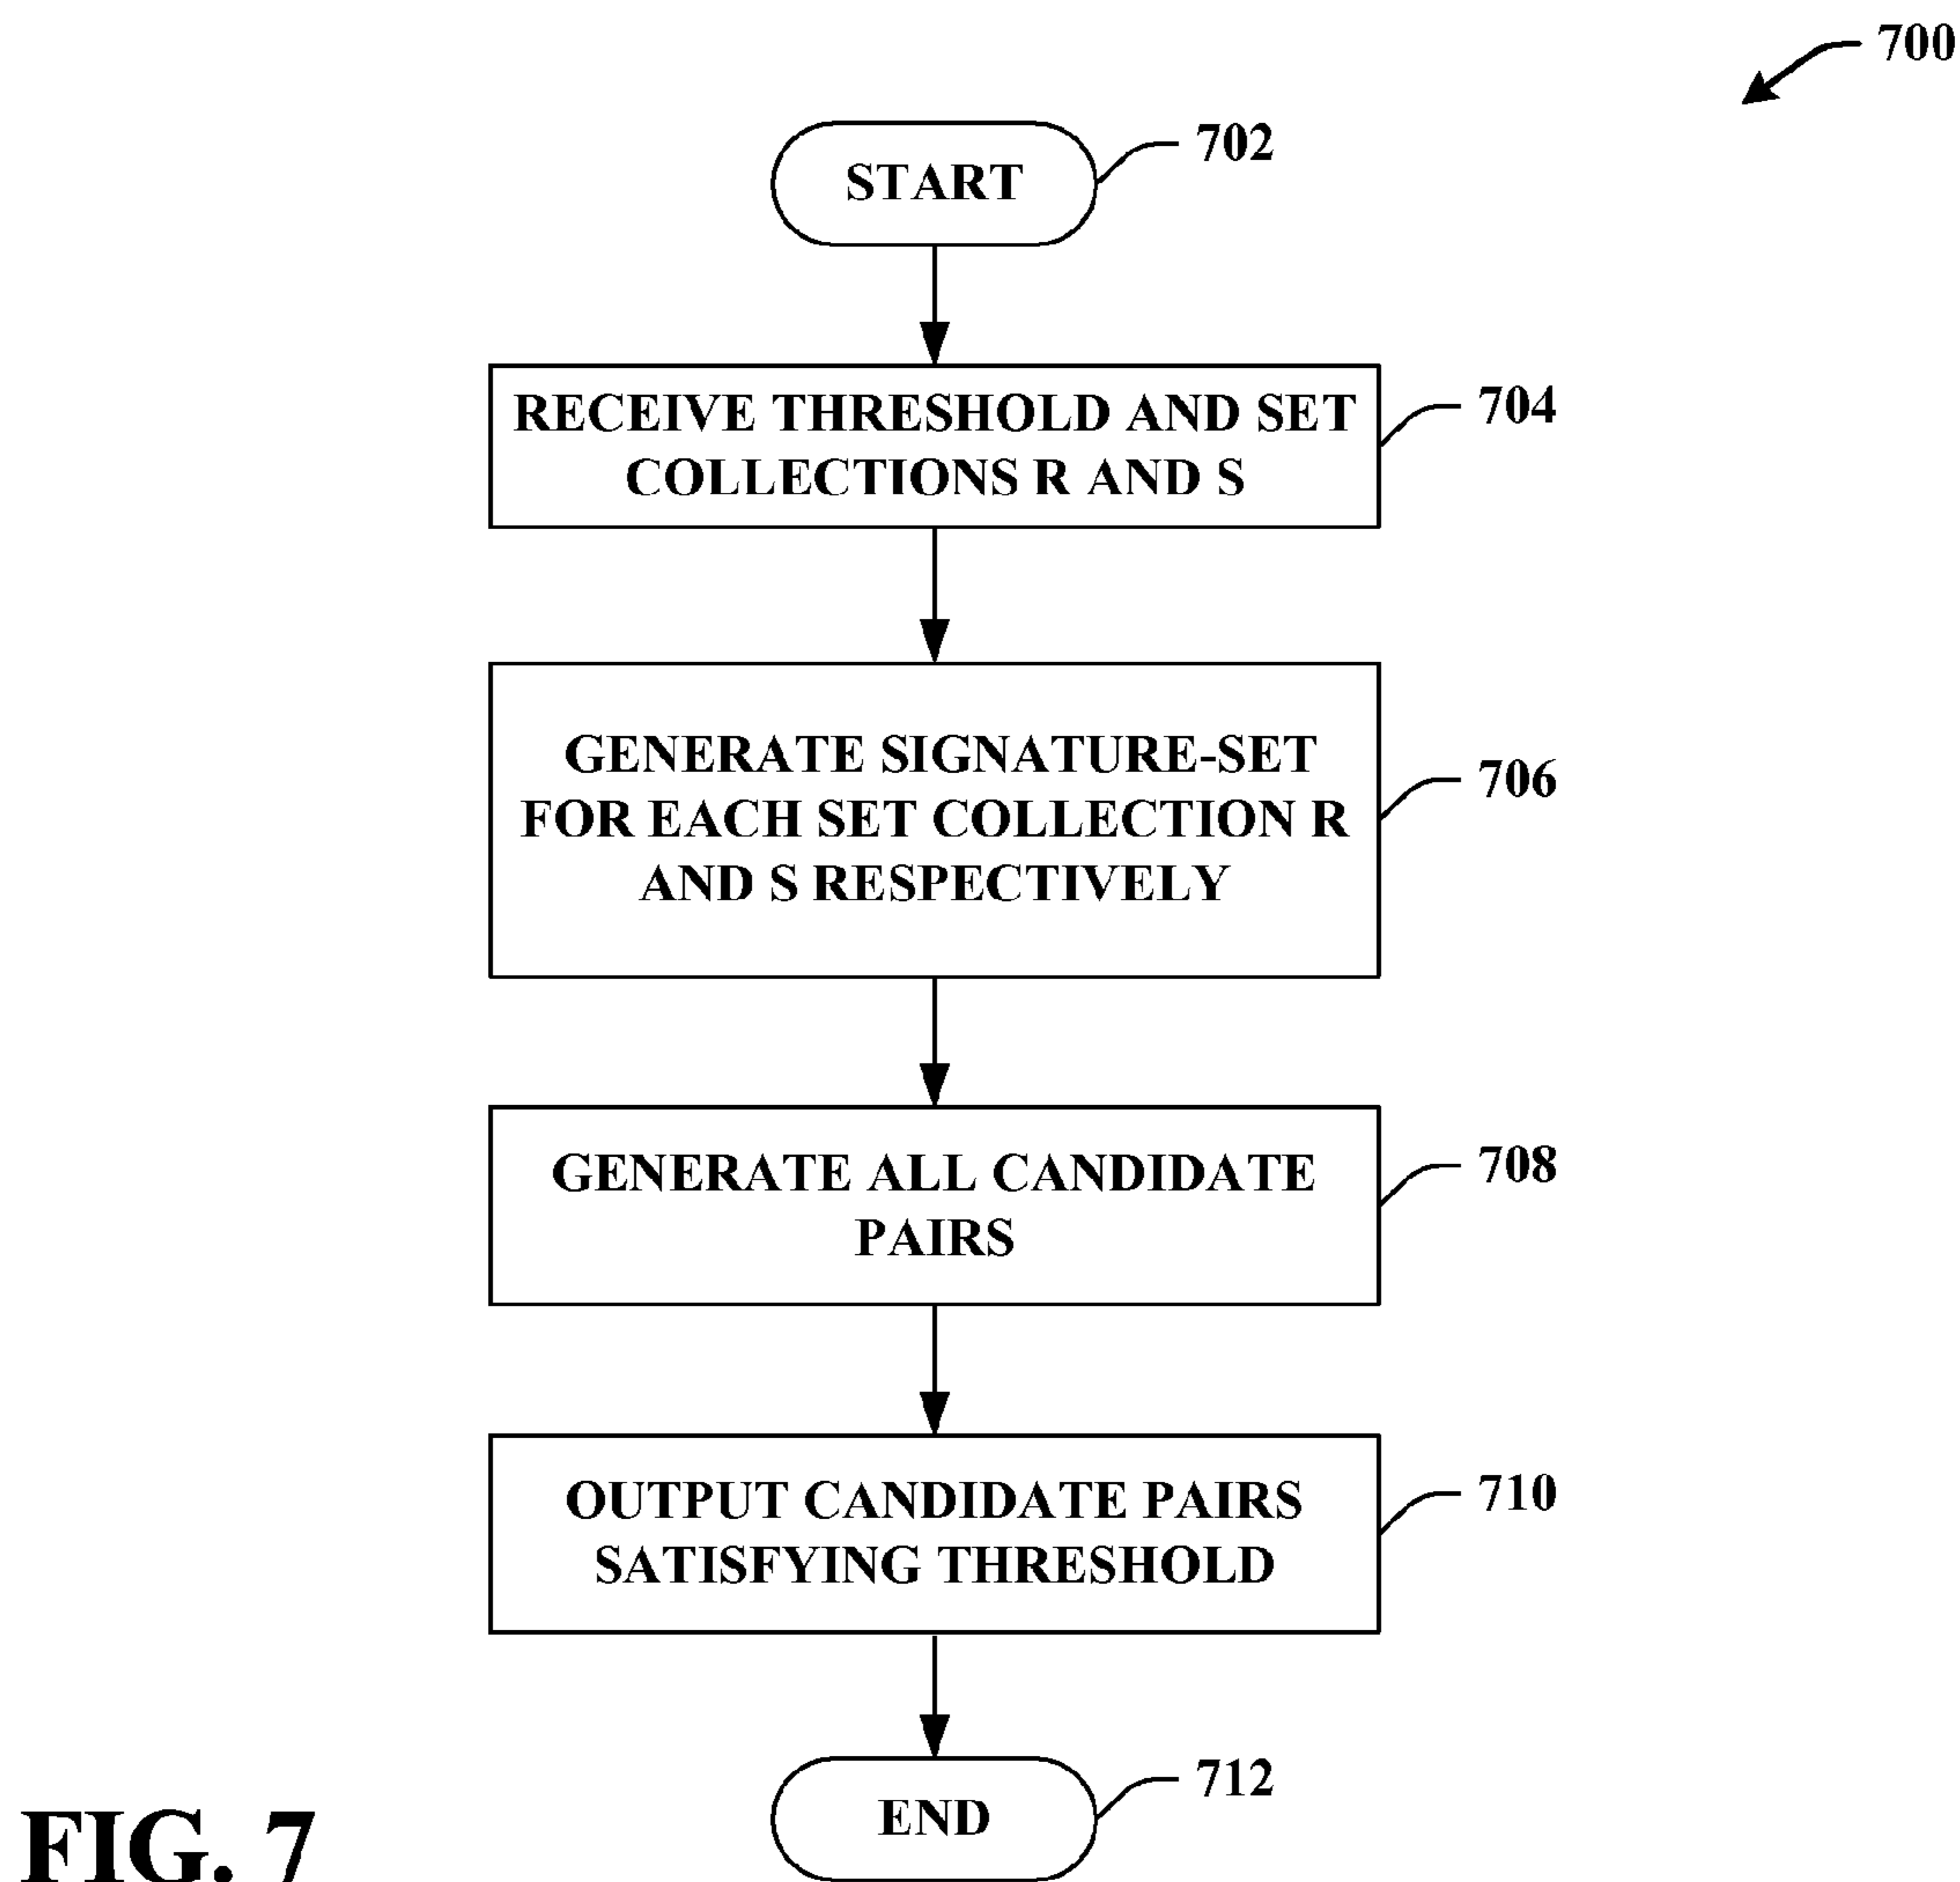 700
START
702
RECEIVE THRESHOLD AND SET
COLLECTIONS R AND S
704
GENERATE SIGNATURE-SET
FOR EACH SET COLLECTION R
AND S RESPECTIVELY
706
GENERATE ALL CANDIDATE
PAIRS
708
OUTPUT CANDIDATE PAIRS
SATISFYING THRESHOLD
710
END
712
FIG. 7